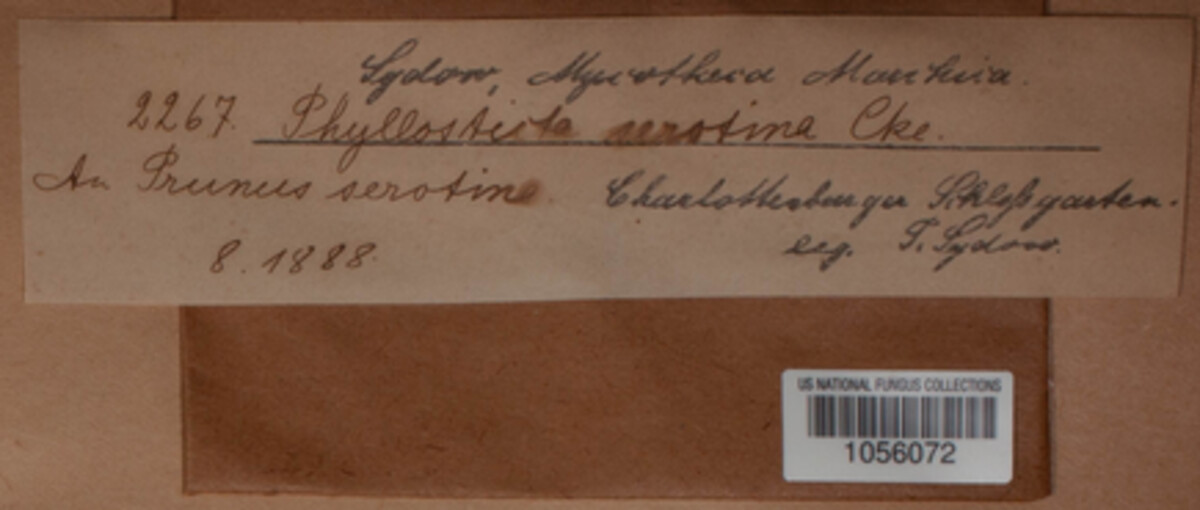 Sydow, Mycotheca Marchica.
2267. Phyllosticta serotina Cke.
An Prunus serotina. Charlottenburger Schloßgarten.
8. 1888. leg. P. Sydow.
US NATIONAL FUNGUS COLLECTIONS
1056072